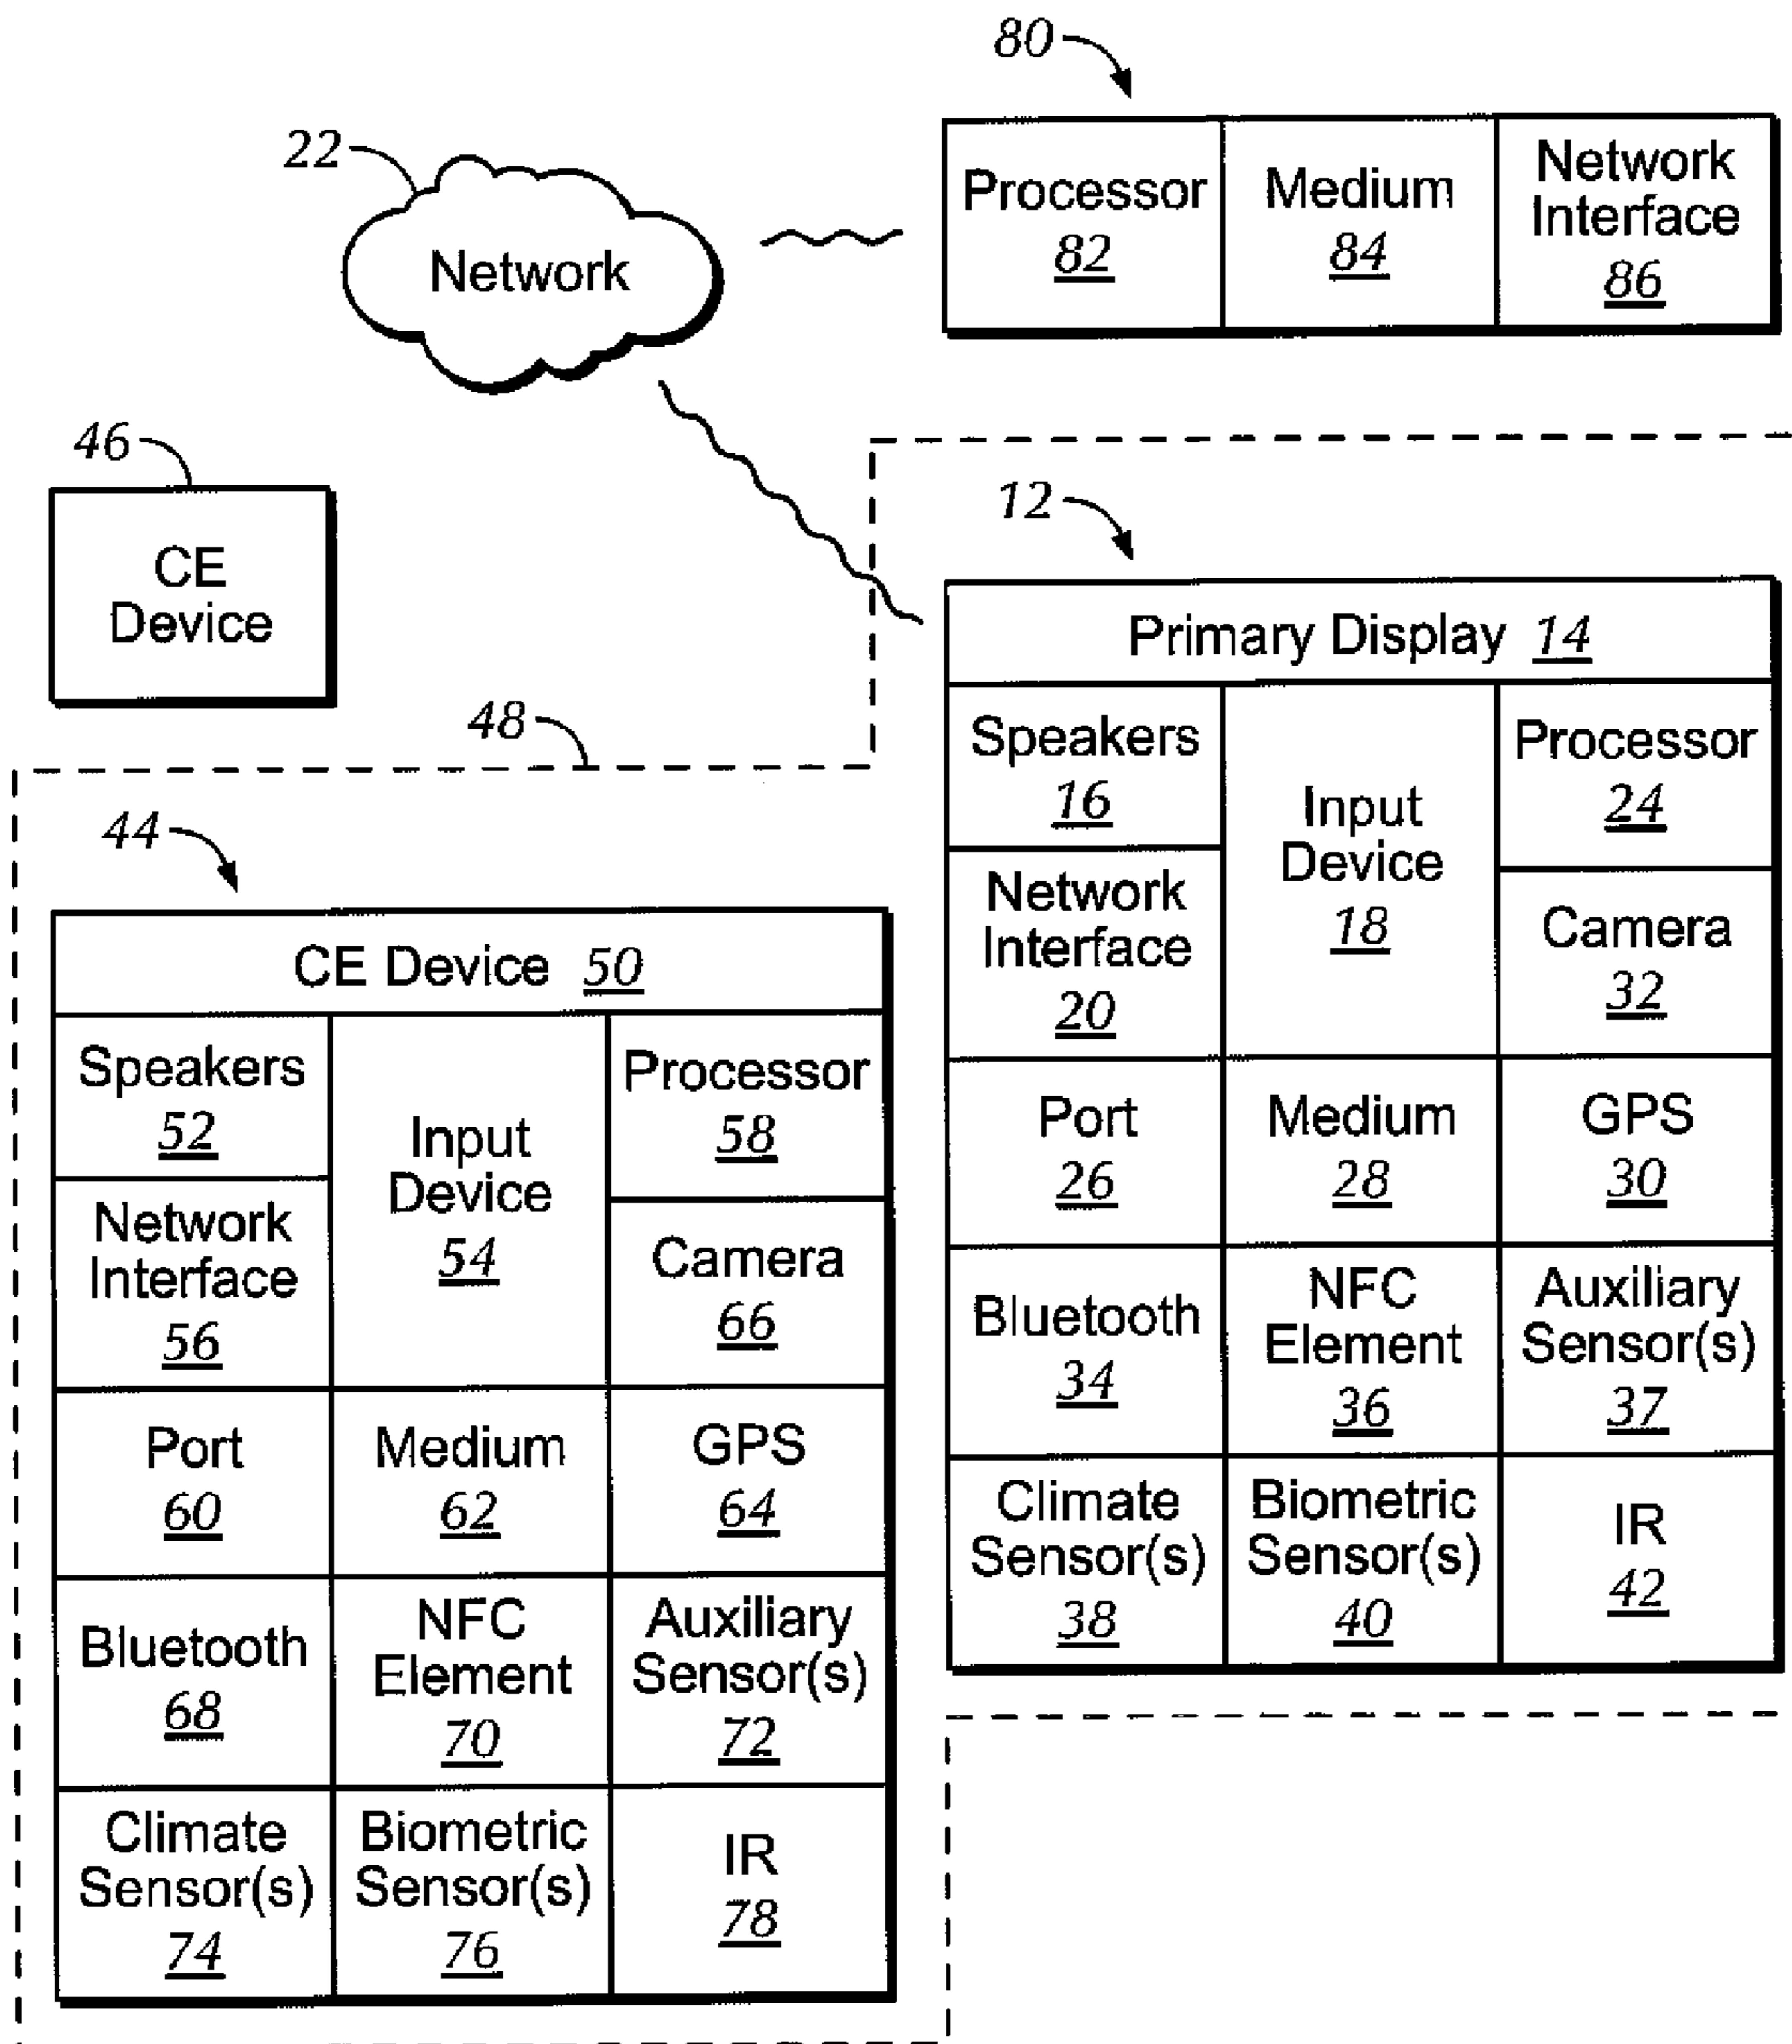 80
22
Network
Processor
82
Medium
84
Network
Interface
86
46
CE
Device
48
12
Primary Display 14
Speakers
16
Input
Device
18
Processor
24
Network
Interface
20
Camera
32
Port
26
Medium
28
GPS
30
Bluetooth
34
NFC
Element
36
Auxiliary
Sensor(s)
37
Climate
Sensor(s)
38
Biometric
Sensor(s)
40
IR
42
44
CE Device 50
Speakers
52
Input
Device
54
Processor
58
Network
Interface
56
Camera
66
Port
60
Medium
62
GPS
64
Bluetooth
68
NFC
Element
70
Auxiliary
Sensor(s)
72
Climate
Sensor(s)
74
Biometric
Sensor(s)
76
IR
78